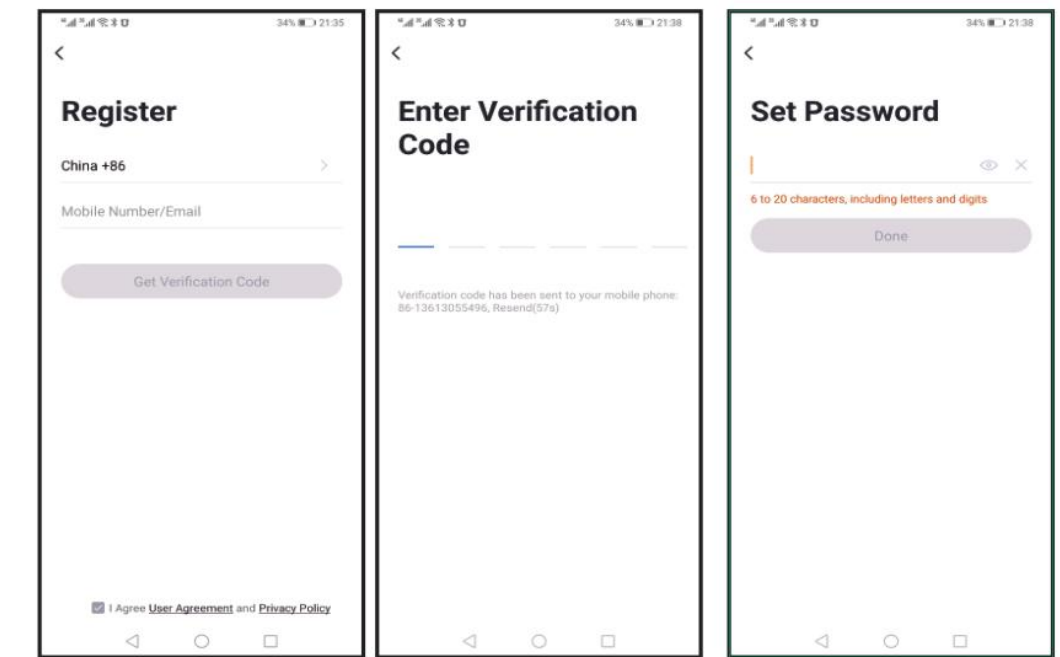 34% 21:35
Register
China +86
Mobile Number/Email
Get Verification Code
I Agree User Agreement and Privacy Policy
34% 21:38
Enter Verification
Code
Verification code has been sent to your mobile phone:
86-13613055496, Resend(57s)
34% 21:38
Set Password
6 to 20 characters, including letters and digits
Done